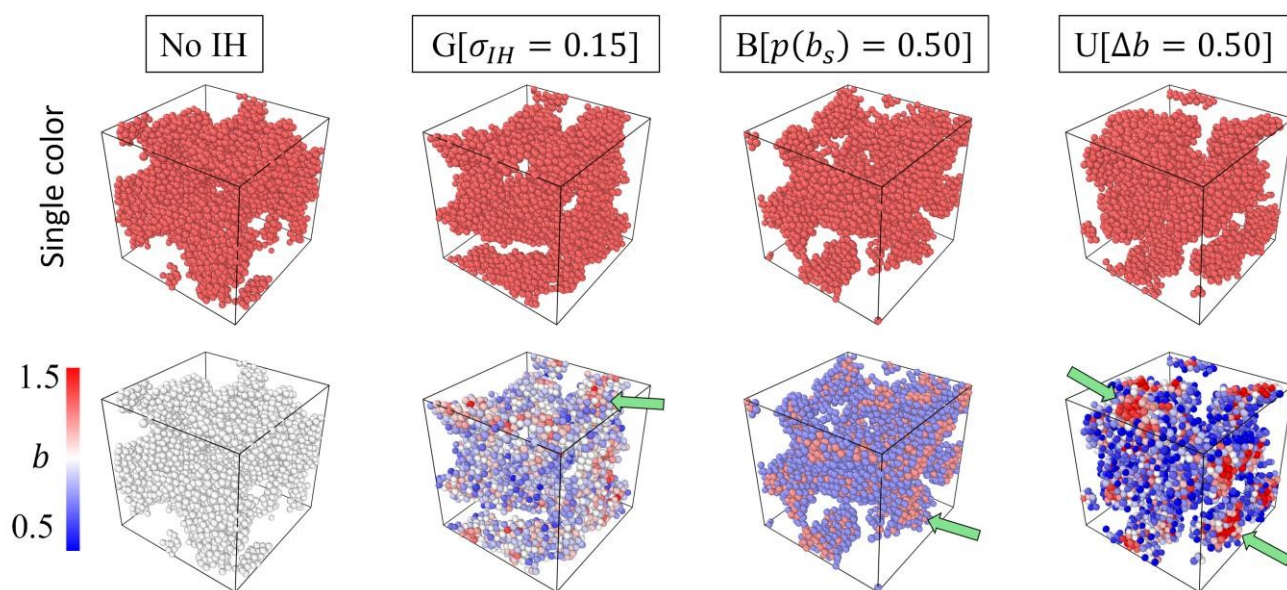 No IH
G[σ_IH = 0.15]
B[p(b_s) = 0.50]
U[Δb = 0.50]
Single color
1.5
b
0.5